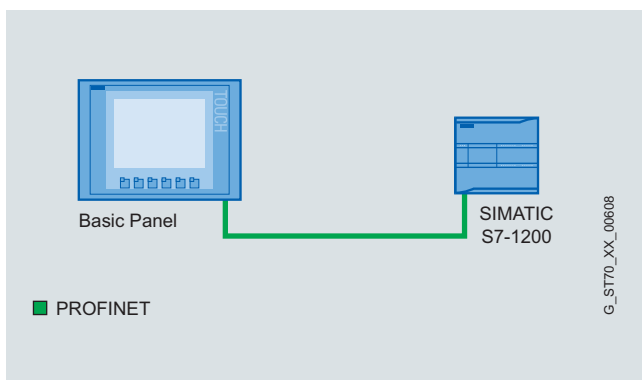 TOUCH
Basic Panel
SIMATIC
S7-1200
PROFINET
G_ST70_XX_00608